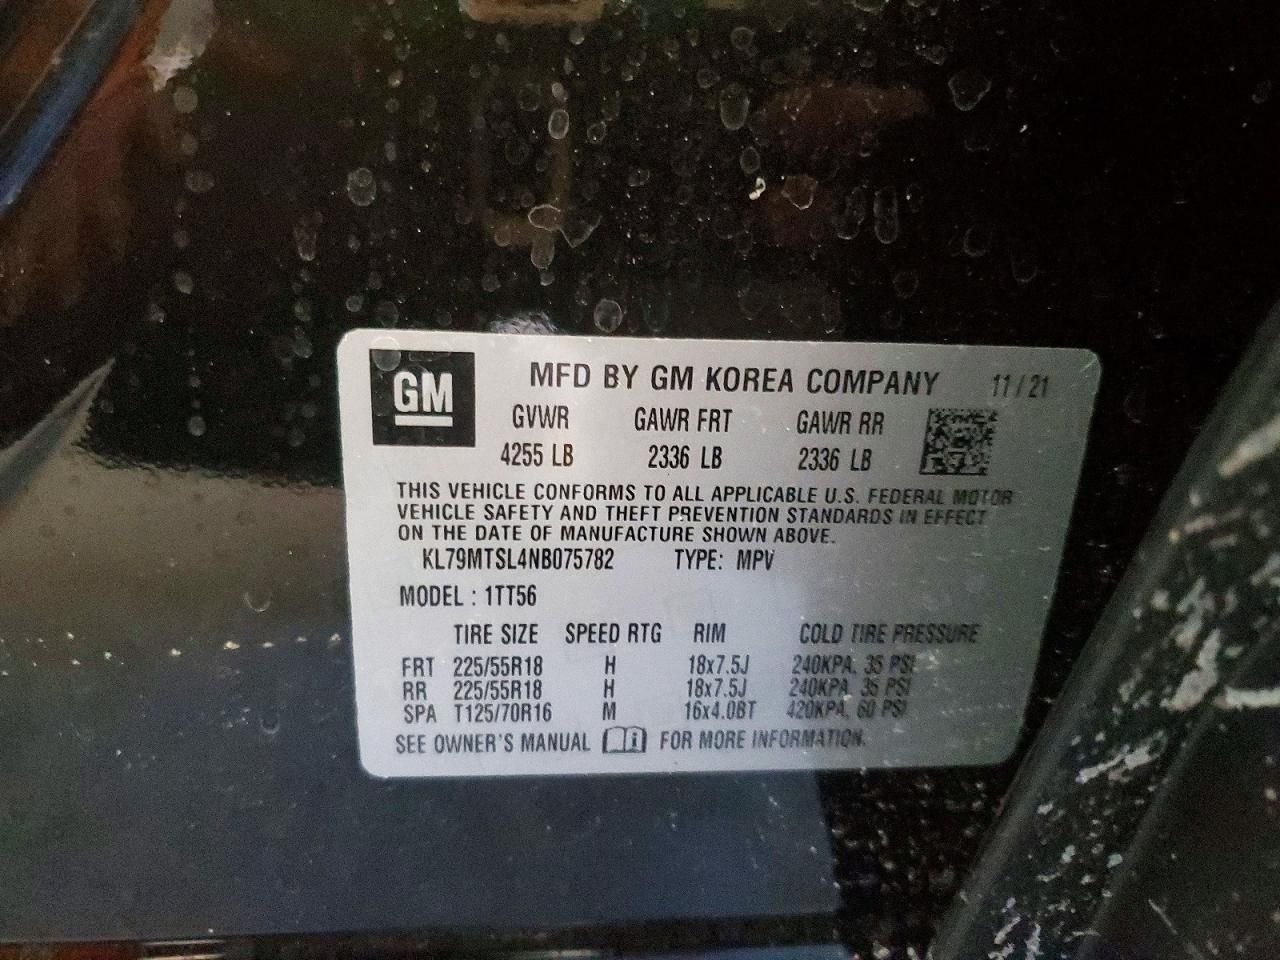 GM
MFD BY GM KOREA COMPANY 11/21
GVWR GAWR FRT GAWR RR
4255 LB 2336 LB 2336 LB
THIS VEHICLE CONFORMS TO ALL APPLICABLE U.S. FEDERAL MOTOR
VEHICLE SAFETY AND THEFT PREVENTION STANDARDS IN EFFECT
ON THE DATE OF MANUFACTURE SHOWN ABOVE.
KL79MTSL4NB075782 TYPE: MPV
MODEL : 1TT56
TIRE SIZE SPEED RTG RIM COLD TIRE PRESSURE
FRT 225/55R18 H 18x7.5J 240KPA, 35 PSI
RR 225/55R18 H 18x7.5J 240KPA, 35 PSI
SPA T125/70R16 M 16x4.0BT 420KPA, 60 PSI
SEE OWNER'S MANUAL FOR MORE INFORMATION.